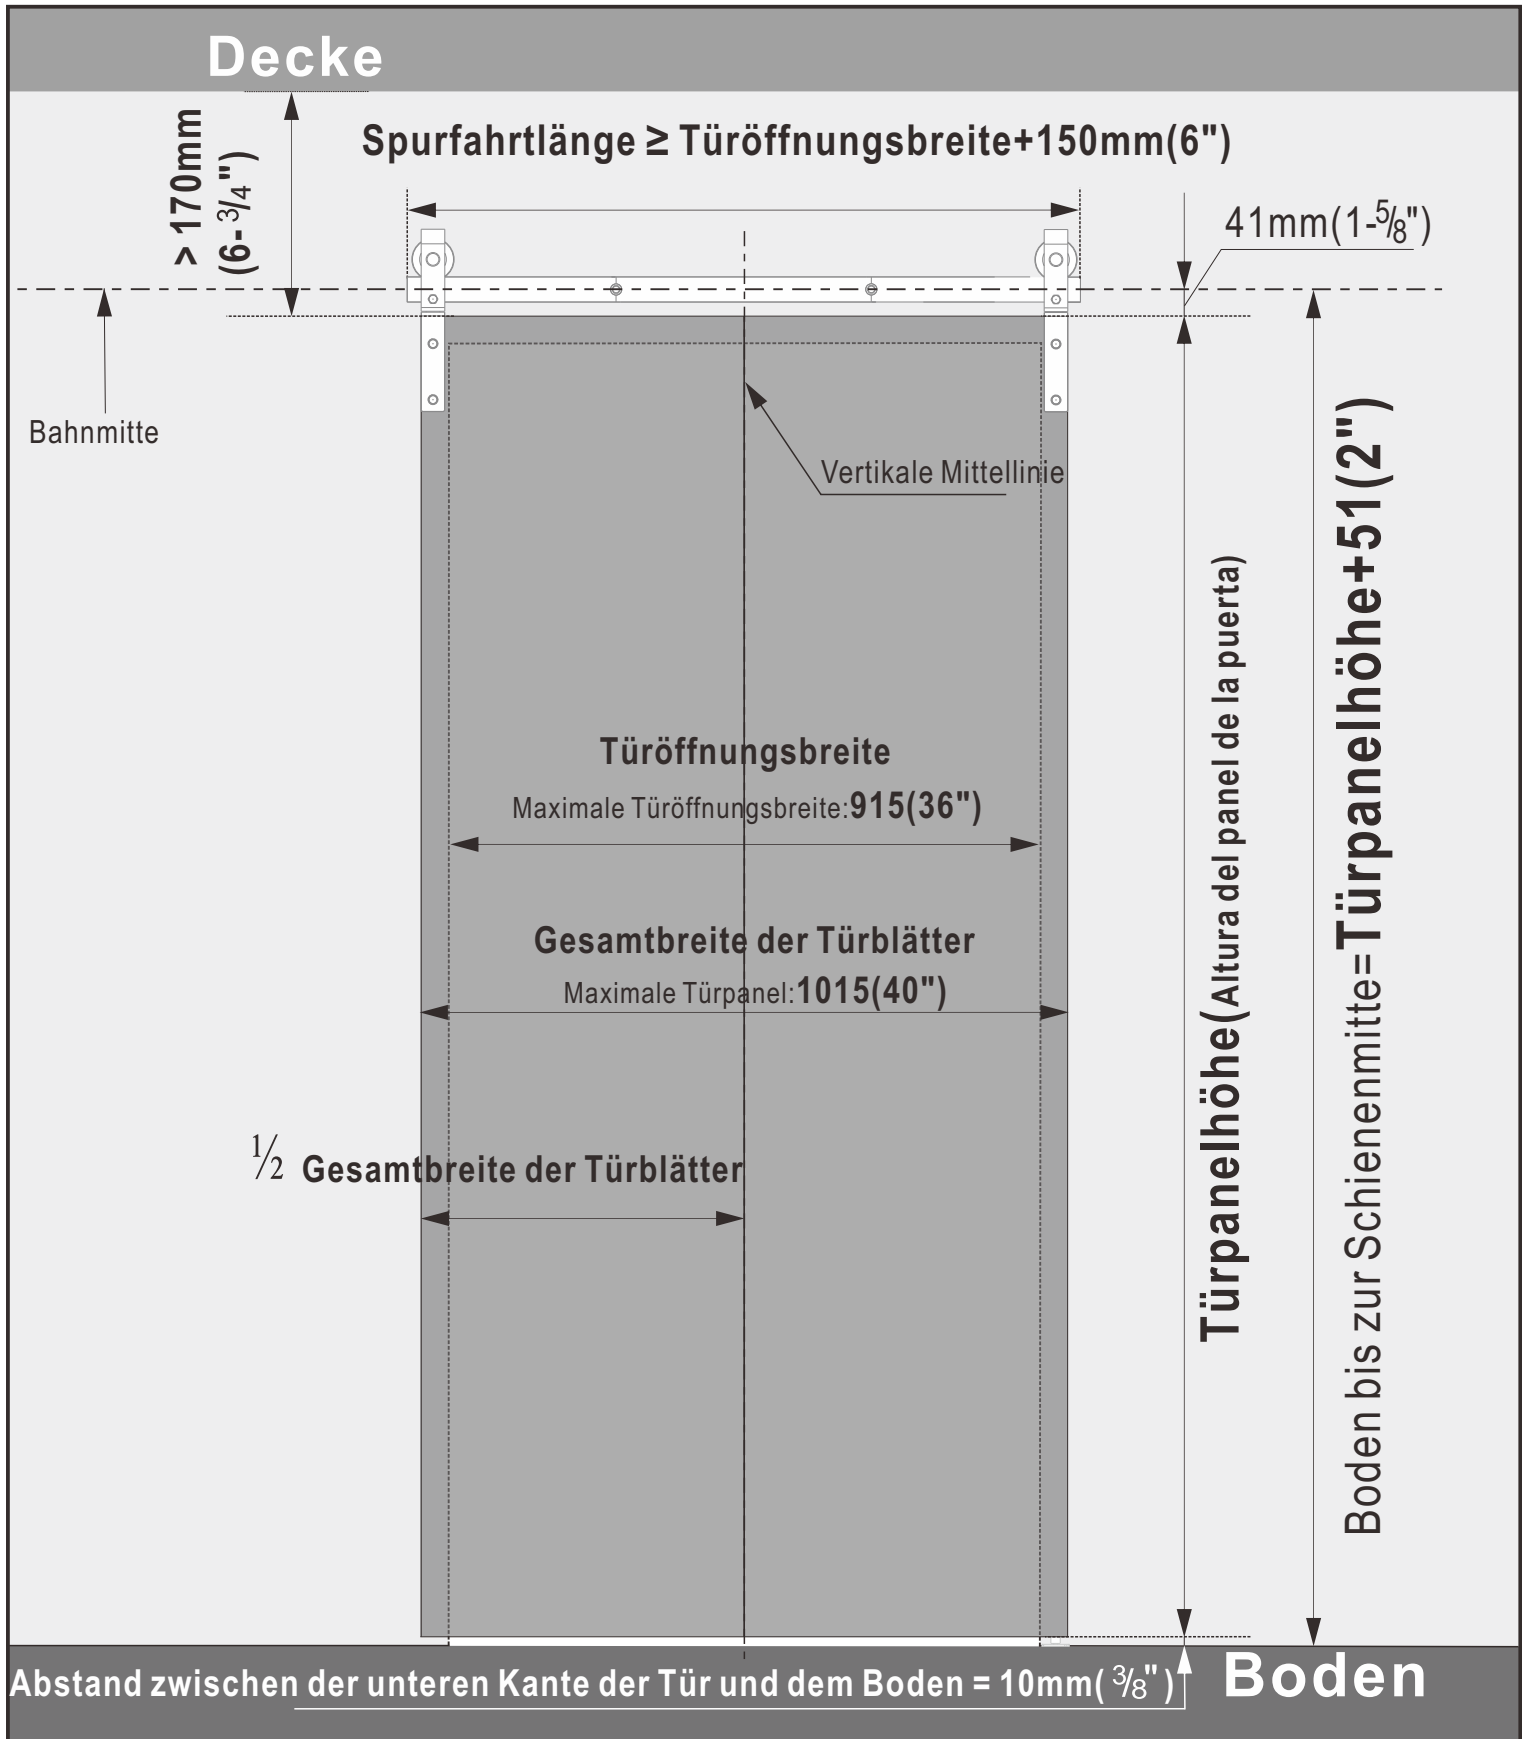 Decke
Spurfahrtlänge ≥ Türöffnungsbreite+150mm(6")
> 170mm
(6-3/4")
41mm(1-5/8")
Bahnmitte
Vertikale Mittellinie
Türöffnungsbreite
Maximale Türöffnungsbreite:915(36")
Gesamtbreite der Türblätter
Maximale Türpanel:1015(40")
1/2 Gesamtbreite der Türblätter
Türpanelhöhe(Altura del panel de la puerta)
Boden bis zur Schienenmitte=Türpanelhöhe+51(2")
Abstand zwischen der unteren Kante der Tür und dem Boden = 10mm( 3/8" )
Boden